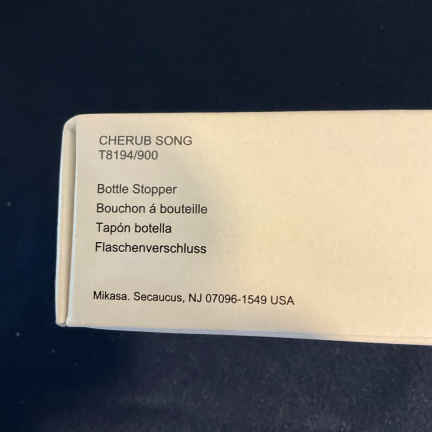 CHERUB SONG
T8194/900
Bottle Stopper
Bouchon á bouteille
Tapón botella
Flaschenverschluss
Mikasa. Secaucus, NJ 07096-1549 USA